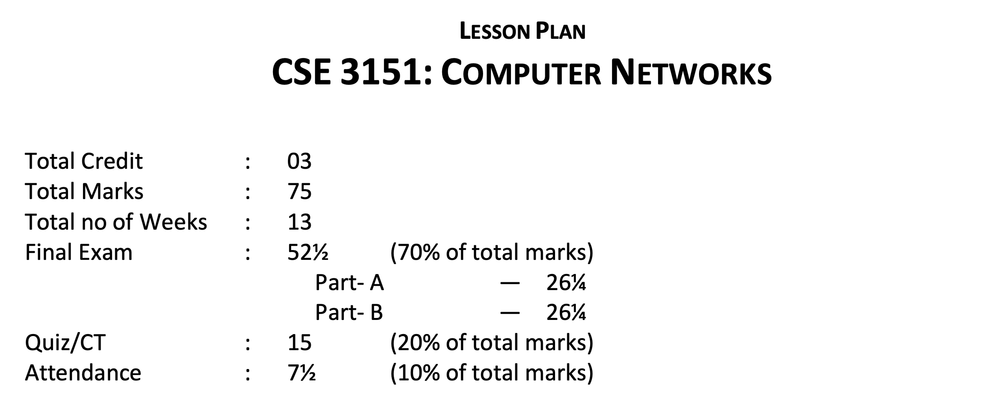 LESSON PLAN
CSE 3151: COMPUTER NETWORKS
Total Credit : 03
Total Marks : 75
Total no of Weeks : 13
Final Exam : 52½ (70% of total marks)
Part- A — 26¼
Part- B — 26¼
Quiz/CT : 15 (20% of total marks)
Attendance : 7½ (10% of total marks)